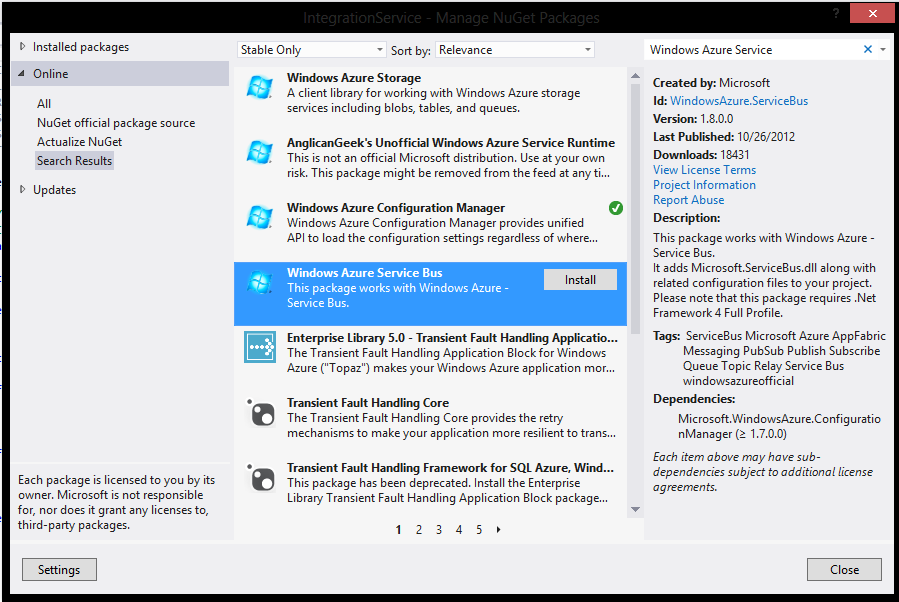 IntegrationService - Manage NuGet Packages
?
Installed packages
Online
All
NuGet official package source
Actualize NuGet
Search Results
Updates
Each package is licensed to you by its
owner. Microsoft is not responsible
for, nor does it grant any licenses to,
third-party packages.
Settings
Stable Only
Sort by: Relevance
Windows Azure Storage
A client library for working with Windows Azure storage
services including blobs, tables, and queues.
AnglicanGeek's Unofficial Windows Azure Service Runtime
This is not an official Microsoft distribution. Use at your own
risk. This package might be removed from the feed at any ti...
Windows Azure Configuration Manager
Windows Azure Configuration Manager provides unified
API to load the configuration settings regardless of where...
Windows Azure Service Bus
This package works with Windows Azure -
Service Bus.
Install
Enterprise Library 5.0 - Transient Fault Handling Applicatio...
The Transient Fault Handling Application Block for Windows
Azure ("Topaz") makes your Windows Azure application mor...
Transient Fault Handling Core
The Transient Fault Handling Core provides the retry
mechanisms to make your application more resilient to trans...
Transient Fault Handling Framework for SQL Azure, Wind...
This package has been deprecated. Install the Enterprise
Library Transient Fault Handling Application Block package...
1 2 3 4 5
Windows Azure Service
Created by: Microsoft
Id: WindowsAzure.ServiceBus
Version: 1.8.0.0
Last Published: 10/26/2012
Downloads: 18431
View License Terms
Project Information
Report Abuse
Description:
This package works with Windows Azure -
Service Bus.
It adds Microsoft.ServiceBus.dll along with
related configuration files to your project.
Please note that this package requires .Net
Framework 4 Full Profile.
Tags: ServiceBus Microsoft Azure AppFabric
Messaging PubSub Publish Subscribe
Queue Topic Relay Service Bus
windowsazureofficial
Dependencies:
Microsoft.WindowsAzure.Configuratio
nManager (≥ 1.7.0.0)
Each item above may have sub-
dependencies subject to additional license
agreements.
Close